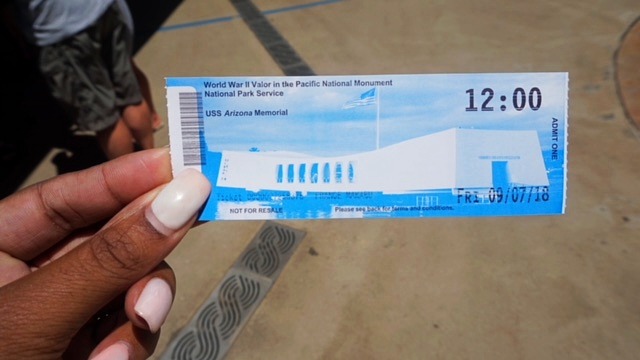 World War II Valor in the Pacific National Monument
National Park Service
12:00
USS Arizona Memorial
ADMIT ONE
FRI 09/07/18
NOT FOR RESALE
Please see back for terms and conditions.